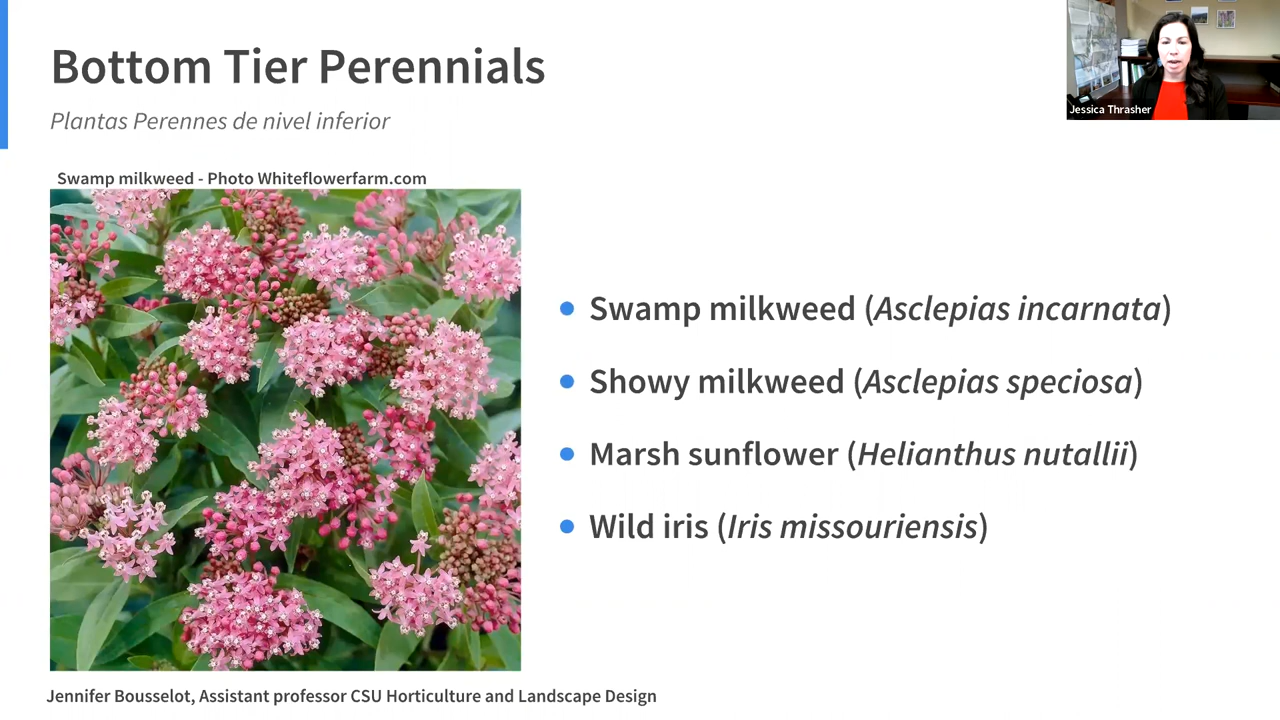 Bottom Tier Perennials
Plantas Perennes de nivel inferior
Jessica Thrasher
Swamp milkweed - Photo Whiteflowerfarm.com
Swamp milkweed (Asclepias incarnata)
Showy milkweed (Asclepias speciosa)
Marsh sunflower (Helianthus nutallii)
Wild iris (Iris missouriensis)
Jennifer Bousselot, Assistant professor CSU Horticulture and Landscape Design